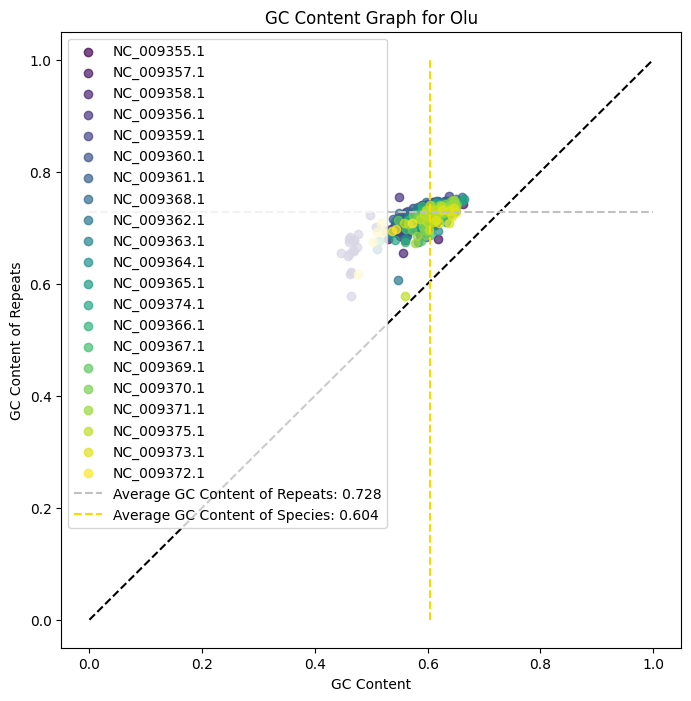 GC Content Graph for Olu
NC_009355.1
NC_009357.1
NC_009358.1
NC_009356.1
NC_009359.1
NC_009360.1
NC_009361.1
NC_009368.1
NC_009362.1
NC_009363.1
NC_009364.1
NC_009365.1
NC_009374.1
NC_009366.1
NC_009367.1
NC_009369.1
NC_009370.1
NC_009371.1
NC_009375.1
NC_009373.1
NC_009372.1
Average GC Content of Repeats: 0.728
Average GC Content of Species: 0.604
GC Content of Repeats
1.0
0.8
0.6
0.4
0.2
0.0
0.0 0.2 0.4 0.6 0.8 1.0
GC Content